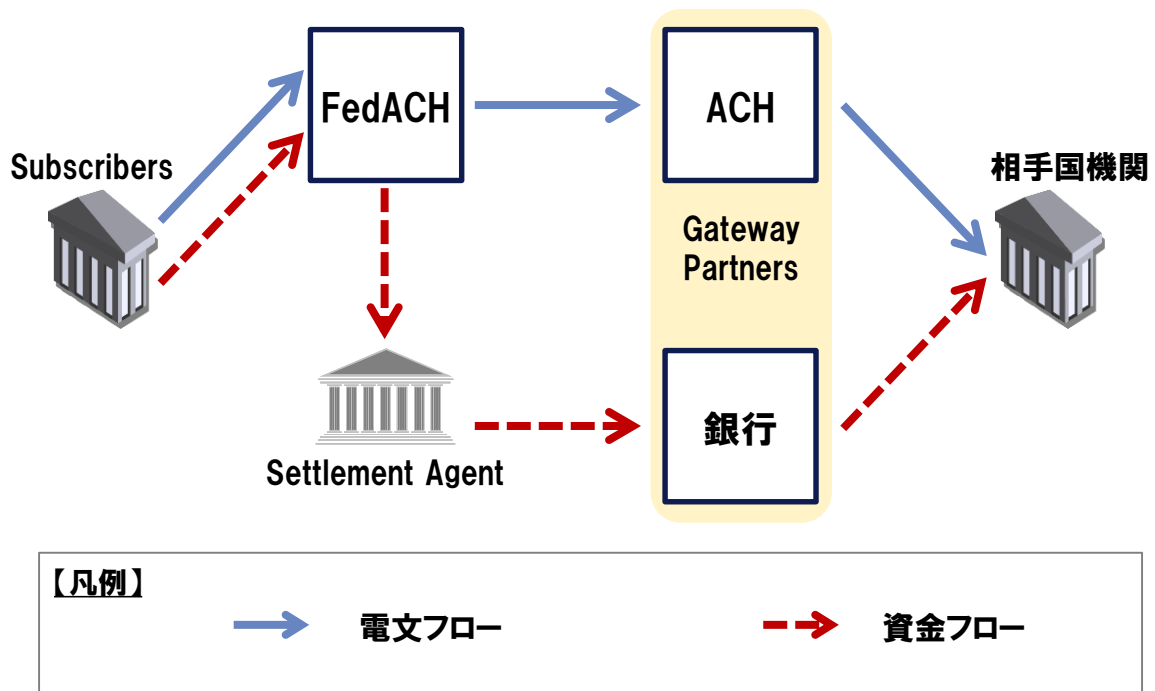 FedACH
ACH
Subscribers
相手国機関
Gateway
Partners
銀行
Settlement Agent
【凡例】
電文フロー
資金フロー